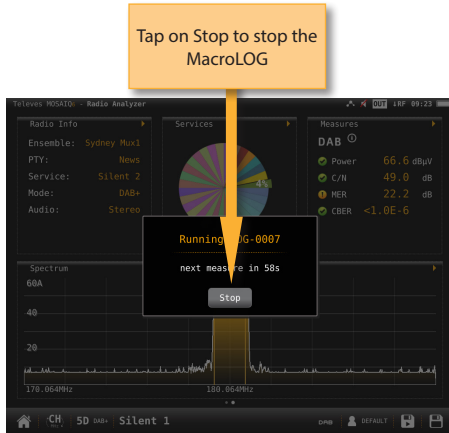 Tap on Stop to stop the
MacroLOG
Televes MOSAIQ6 - Radio Analyzer
OUT ↓RF 09:23
Radio Info
Ensemble: Sydney Mux1
PTY: News
Service: Silent 2
Mode: DAB+
Audio: Stereo
Services
4%
Measures
DAB
Power 66.6 dBµV
C/N 49.0 dB
MER 22.2 dB
CBER <1.0E-6
Running OG-0007
next measure in 58s
Stop
Spectrum
60A
40
20
170.064MHz
180.064MHz
CH 5D DAB+ Silent 1
DAB DEFAULT